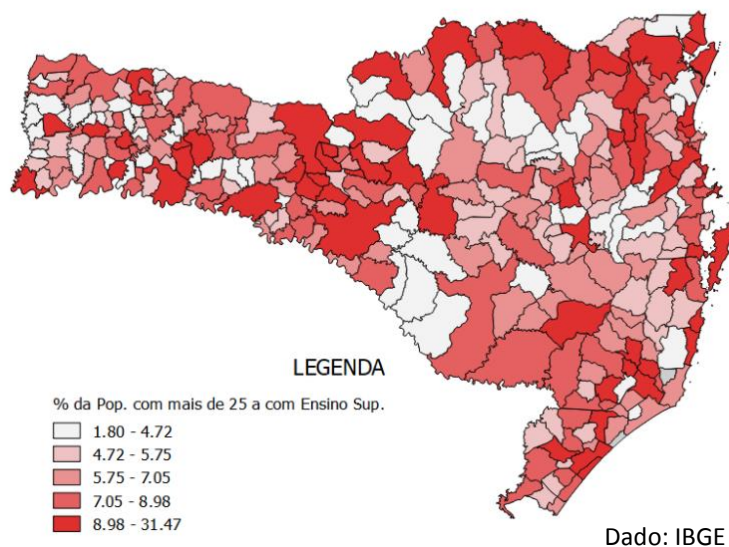 LEGENDA
% da Pop. com mais de 25 a com Ensino Sup.
1.80 - 4.72
4.72 - 5.75
5.75 - 7.05
7.05 - 8.98
8.98 - 31.47
Dado: IBGE